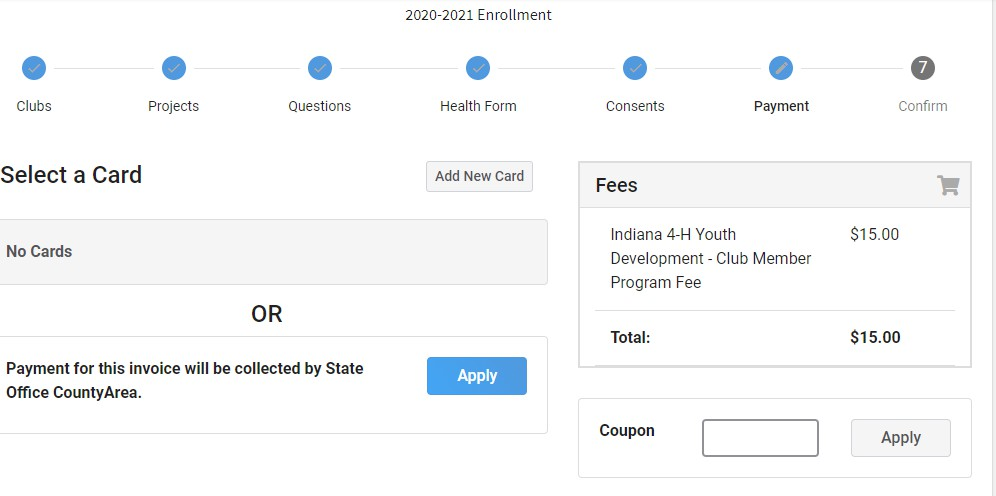 2020-2021 Enrollment
7
Clubs
Projects
Questions
Health Form
Consents
Payment
Confirm
Select a Card
Add New Card
No Cards
OR
Payment for this invoice will be collected by State
Office CountyArea.
Apply
Fees
Indiana 4-H Youth
$15.00
Development - Club Member
Program Fee
Total:
$15.00
Coupon
Apply